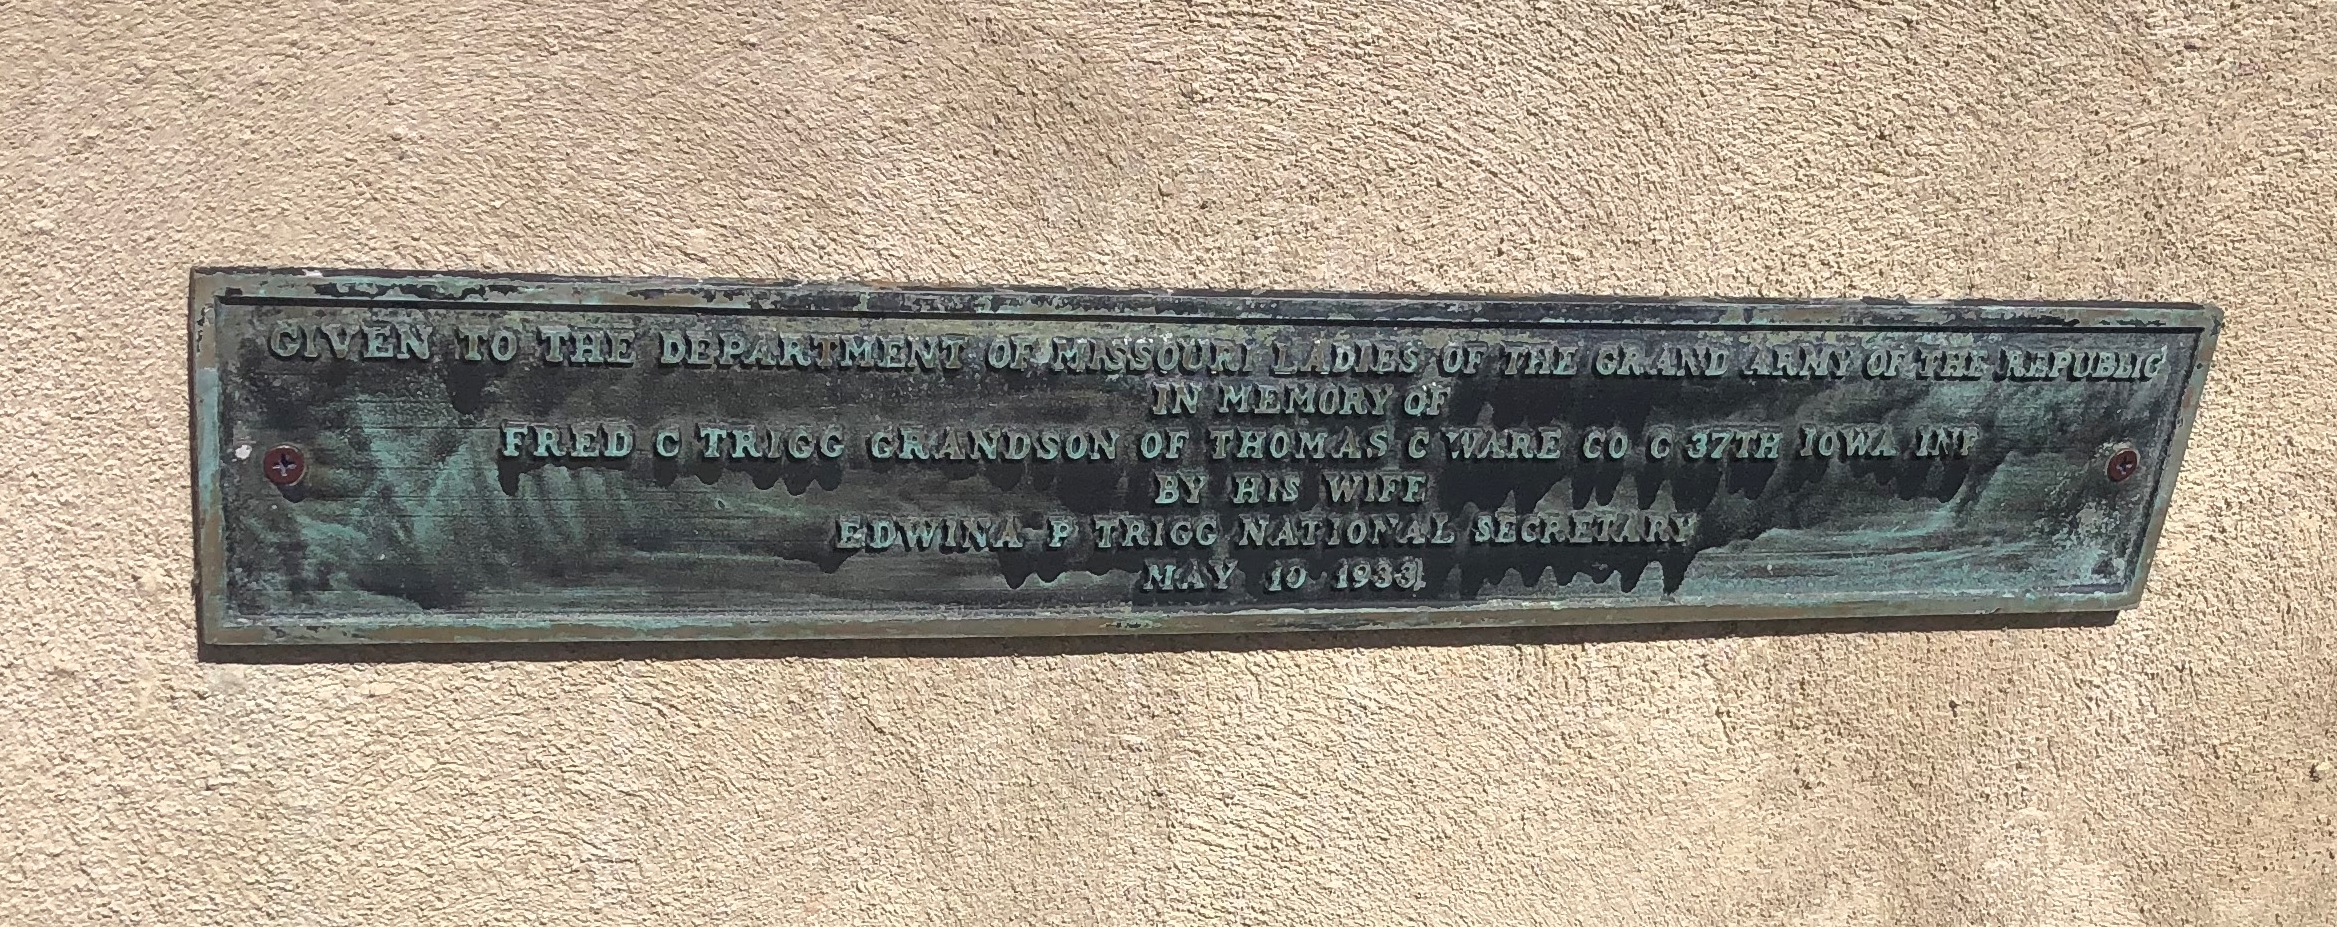 GIVEN TO THE DEPARTMENT OF MISSOURI LADIES OF THE GRAND ARMY OF THE REPUBLIC
IN MEMORY OF
FRED C TRIGG GRANDSON OF THOMAS C WARE CO G 37TH IOWA INF
BY HIS WIFE
EDWINA P TRIGG NATIONAL SECRETARY
MAY 10 1933